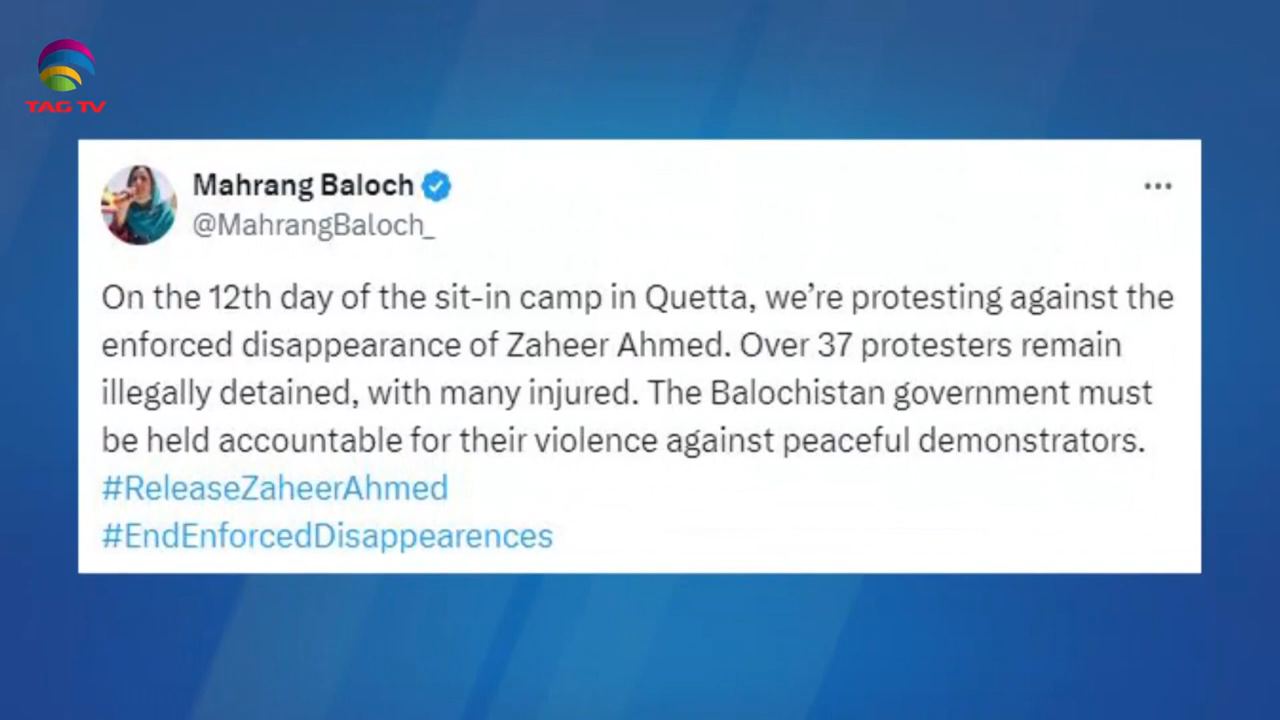 TAG TV
Mahrang Baloch
@MahrangBaloch_
On the 12th day of the sit-in camp in Quetta, we’re protesting against the
enforced disappearance of Zaheer Ahmed. Over 37 protesters remain
illegally detained, with many injured. The Balochistan government must
be held accountable for their violence against peaceful demonstrators.
#ReleaseZaheerAhmed
#EndEnforcedDisappearences